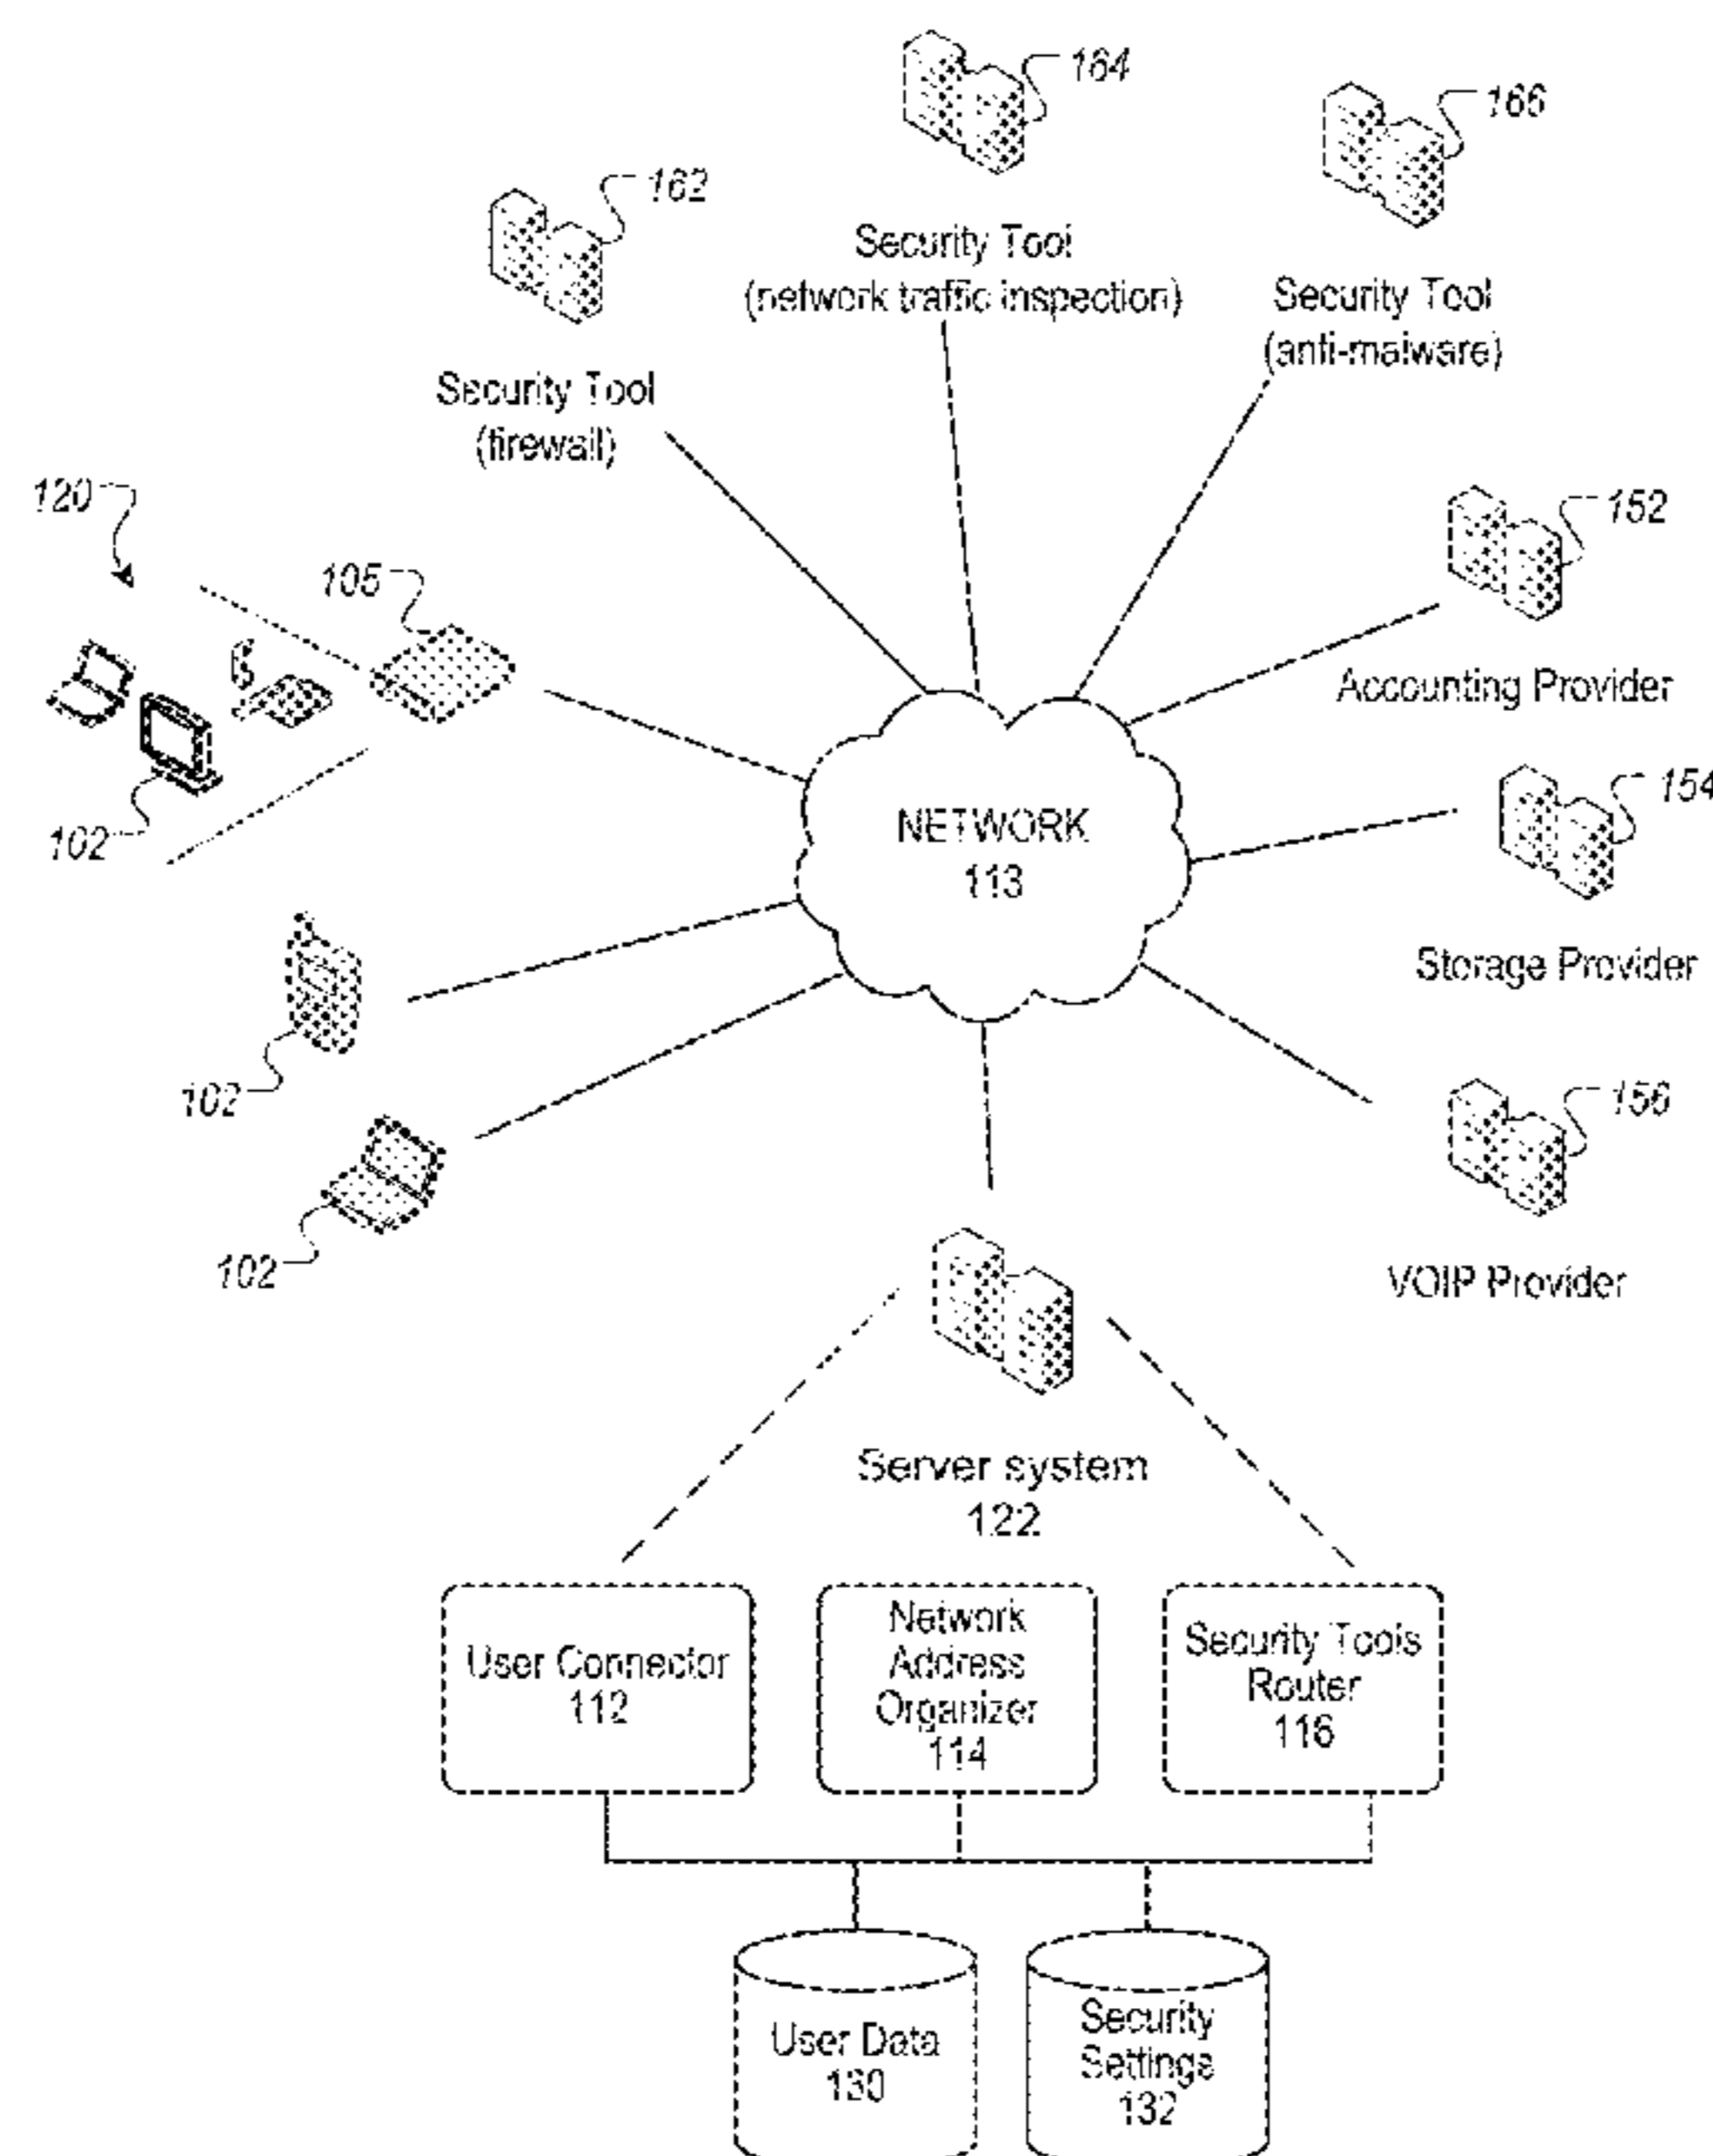 164
166
162
Security Tool
(network traffic inspection)
Security Tool
(anti-malware)
Security Tool
(firewall)
120
105
152
Accounting Provider
102
NETWORK
113
154
Storage Provider
102
156
VOIP Provider
102
Server system
122
User Connector
112
Network
Address
Organizer
114
Security Tools
Router
116
User Data
130
Security
Settings
132